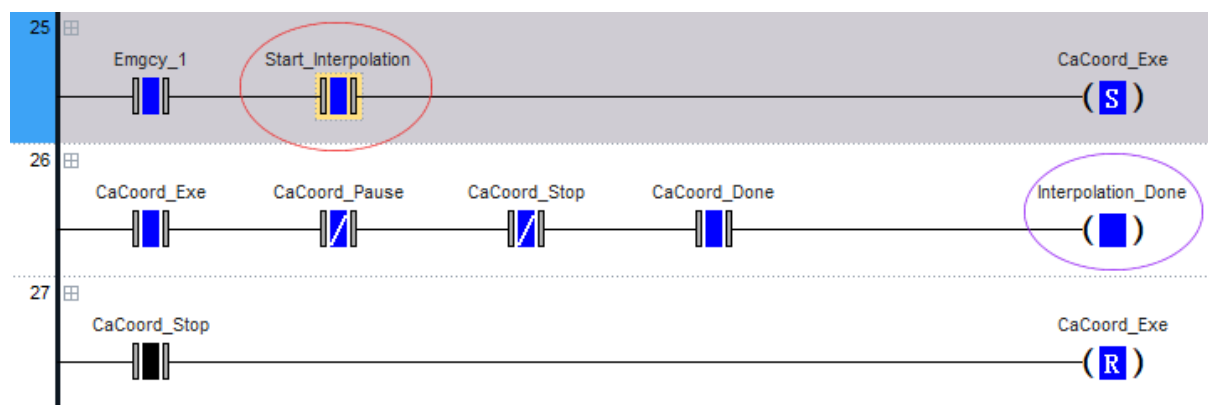 25
Emgcy_1 Start_Interpolation CaCoord_Exe
S
26
CaCoord_Exe CaCoord_Pause CaCoord_Stop CaCoord_Done Interpolation_Done
27
CaCoord_Stop CaCoord_Exe
R